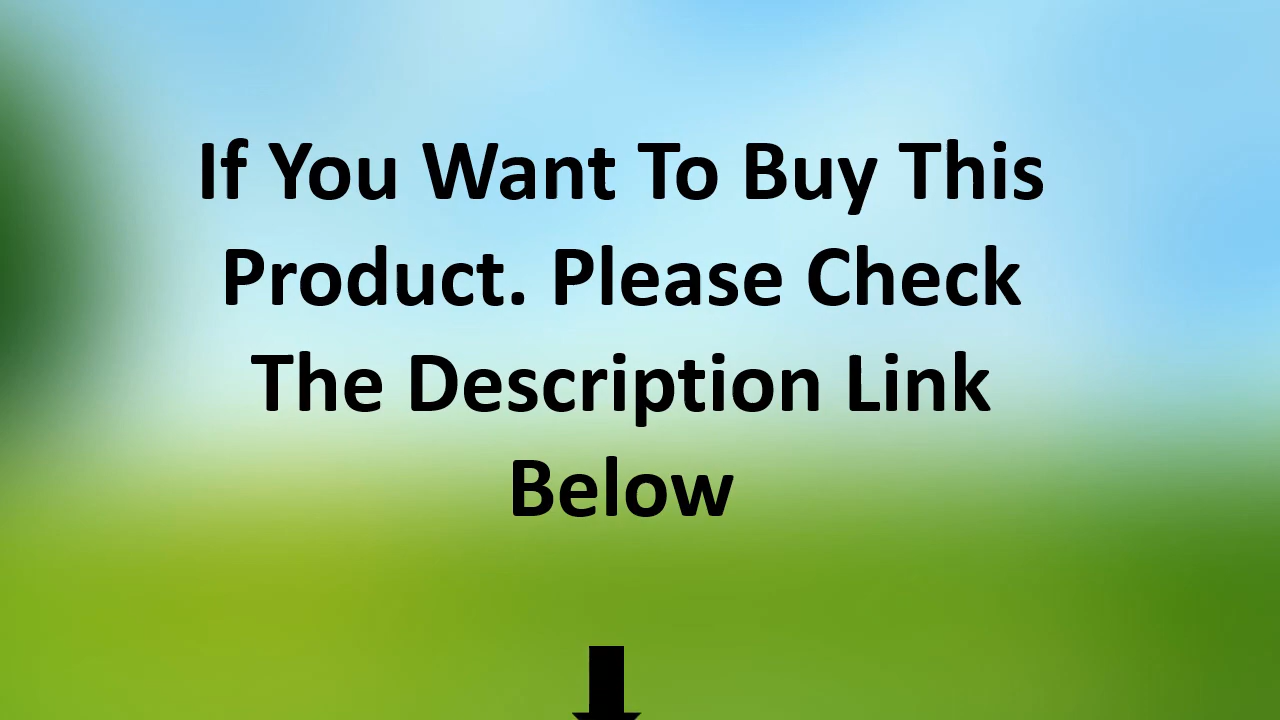 If You Want To Buy This
Product. Please Check
The Description Link
Below